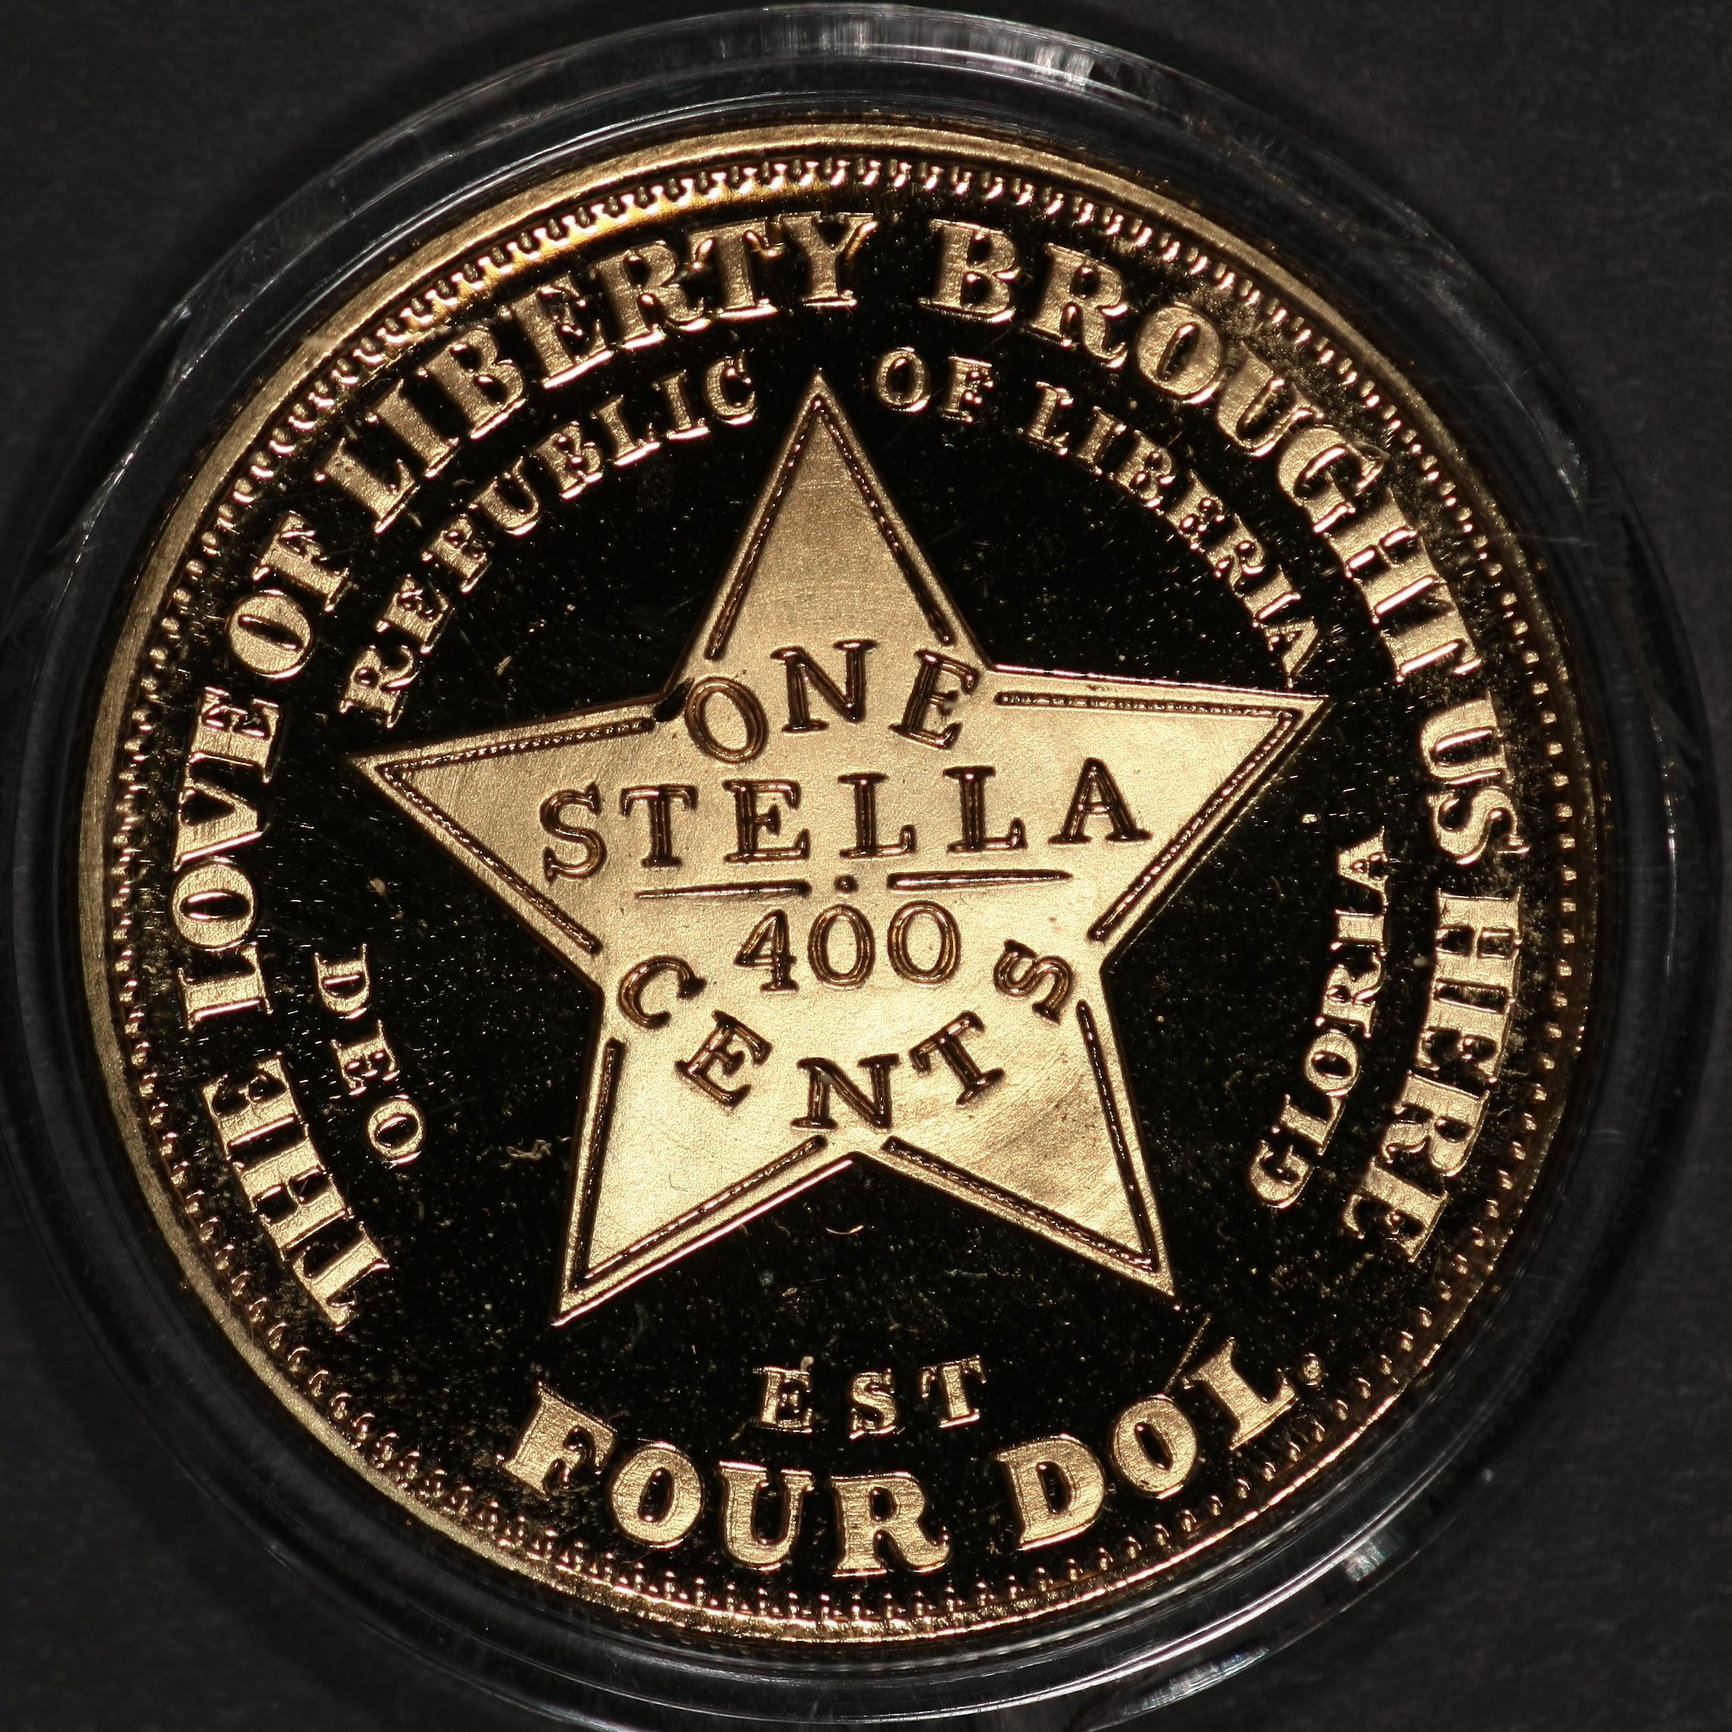 THE LOVE OF LIBERTY BROUGHT US HERE
REPUBLIC OF LIBERIA
ONE
STELLA
400
CENTS
DEO
EST
GLORIA
FOUR DOL.